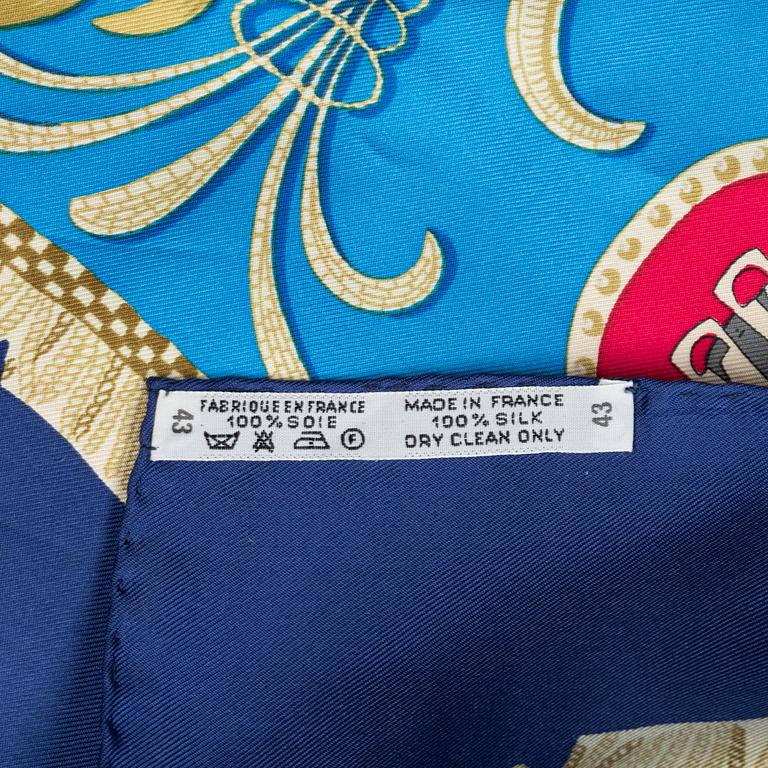 43
FABRIQUE EN FRANCE
100% SOIE
F
MADE IN FRANCE
100% SILK
DRY CLEAN ONLY
43